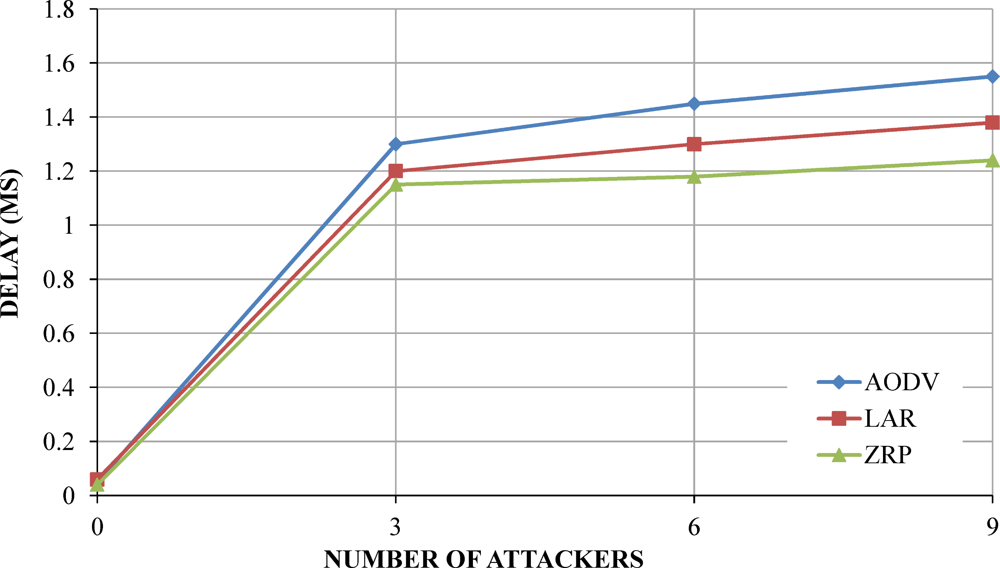 1.8
1.6
1.4
1.2
1
0.8
0.6
0.4
0.2
0
DELAY (MS)
0 3 6 9
NUMBER OF ATTACKERS
AODV
LAR
ZRP